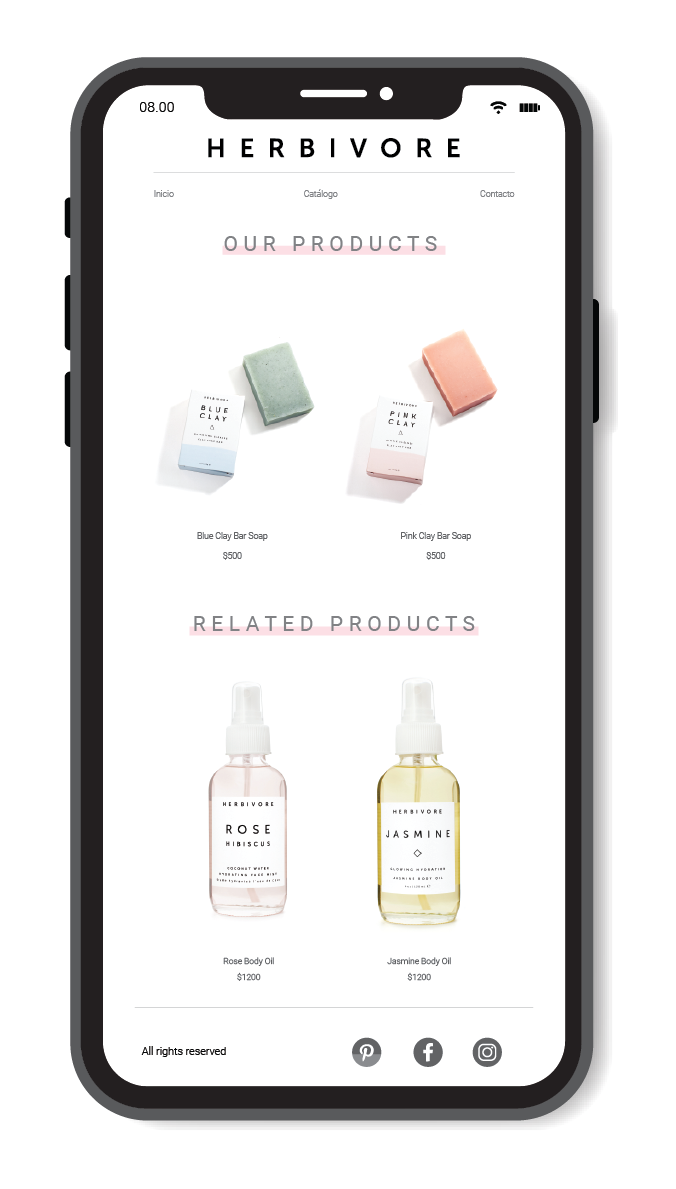 08.00
HERBIVORE
Inicio Catálogo Contacto
OUR PRODUCTS
HERBIVORE
BLUE
CLAY
HERBIVORE
PINK
CLAY
Blue Clay Bar Soap Pink Clay Bar Soap
$500 $500
RELATED PRODUCTS
HERBIVORE
ROSE
HIBISCUS
COCONUT WATER
HYDRATING FACE MIST
HERBIVORE
JASMINE
GLOWING HYDRATION
JASMINE BODY OIL
Rose Body Oil Jasmine Body Oil
$1200 $1200
All rights reserved